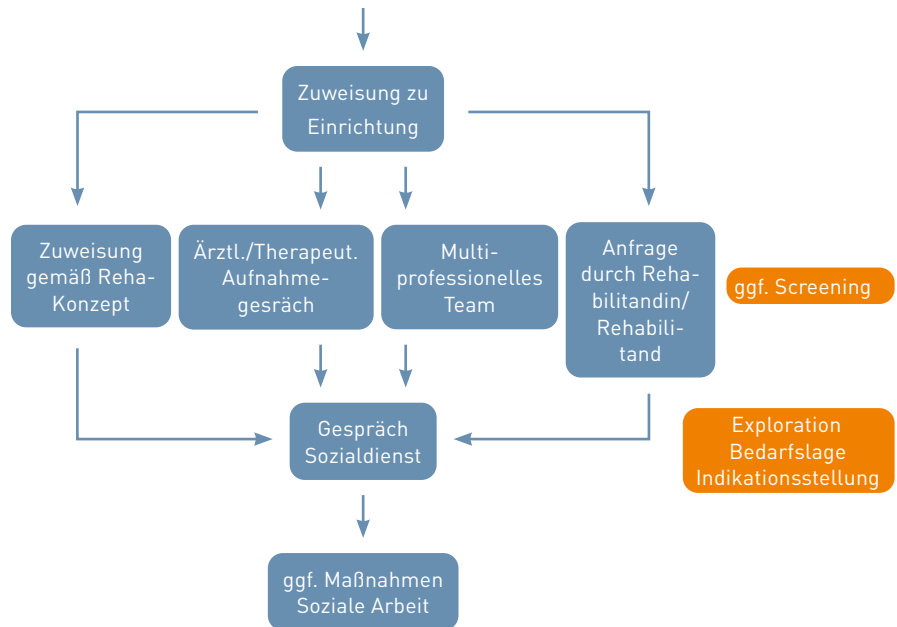 Zuweisung zu
Einrichtung
Zuweisung
gemäß Reha-
Konzept
Ärztl./Therapeut.
Aufnahme-
gespräch
Multi-
professionelles
Team
Anfrage
durch Reha-
bilitandin/
Rehabili-
tand
ggf. Screening
Gespräch
Sozialdienst
Exploration
Bedarfslage
Indikationsstellung
ggf. Maßnahmen
Soziale Arbeit